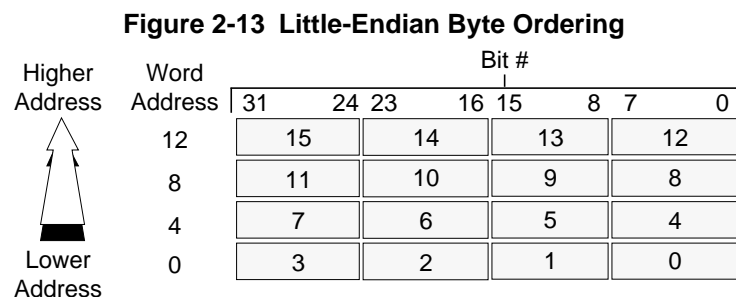 Figure 2-13 Little-Endian Byte Ordering
Bit #
Higher Address
Word Address
31 24 23 16 15 8 7 0
12 15 14 13 12
8 11 10 9 8
4 7 6 5 4
0 3 2 1 0
Lower Address